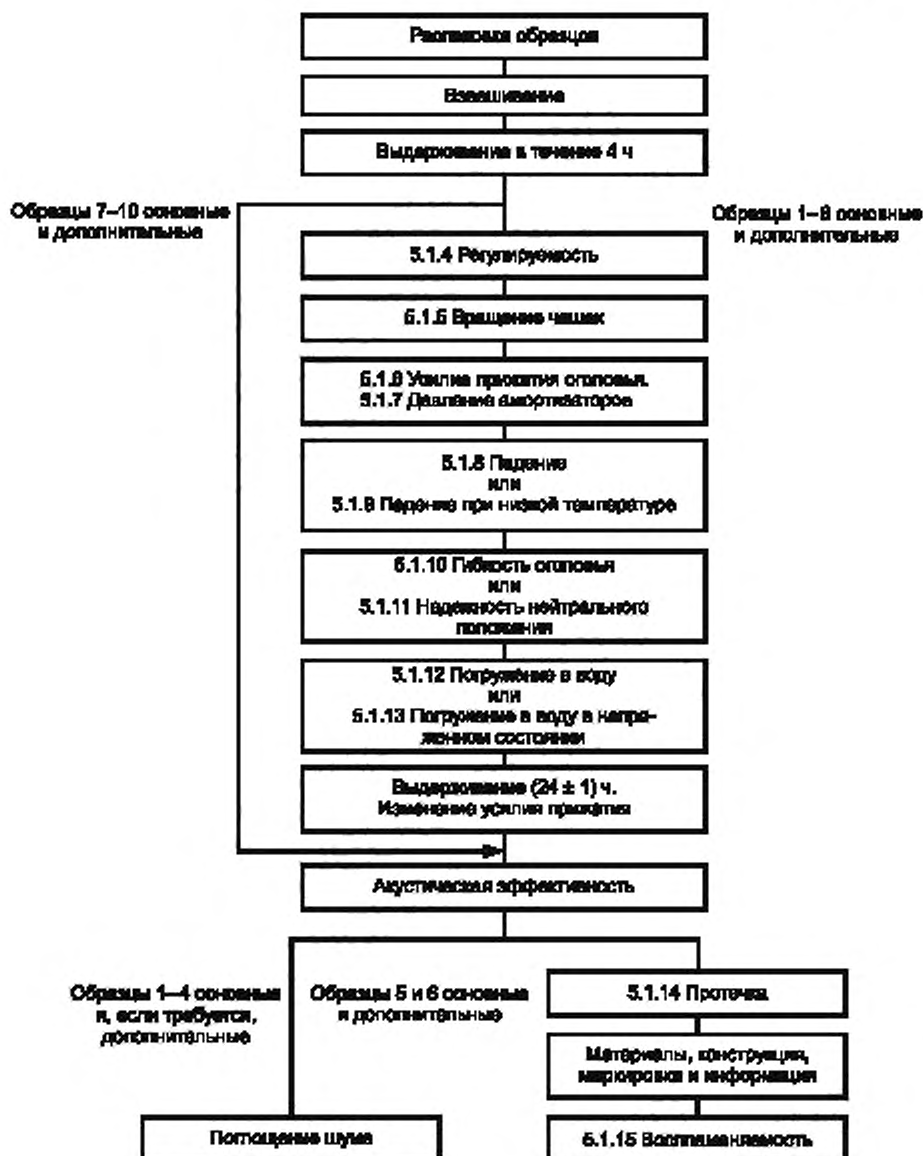 Распаковка образцов
Взвешивание
Выдерживание в течение 4 ч
Образцы 7–10 основные
и дополнительные
Образцы 1–6 основные
и дополнительные
5.1.4 Регулируемость
5.1.5 Вращение чашек
5.1.6 Усилие прижатия оголовья.
5.1.7 Давление амортизаторов
5.1.8 Падение
или
5.1.9 Падение при низкой температуре
5.1.10 Гибкость оголовья
или
5.1.11 Надежность нейтрального
положения
5.1.12 Погружение в воду
или
5.1.13 Погружение в воду в напря-
женном состоянии
Выдерживание (24 ± 1) ч.
Изменение усилия прижатия
Акустическая эффективность
Образцы 1–4 основные
и, если требуется,
дополнительные
Образцы 5 и 6 основные
и дополнительные
5.1.14 Протечка
Материалы, конструкция,
маркировка и информация
Поглощение шума
5.1.15 Воспламеняемость